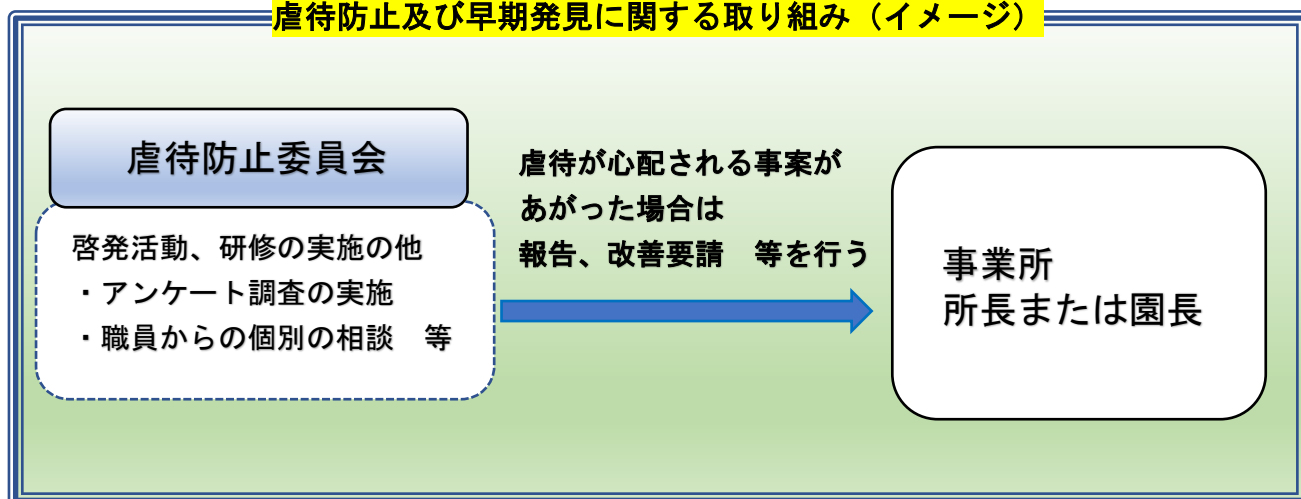 虐待防止及び早期発見に関する取り組み（イメージ）
虐待防止委員会
啓発活動、研修の実施の他
・アンケート調査の実施
・職員からの個別の相談　等
虐待が心配される事案が
あがった場合は
報告、改善要請　等を行う
事業所
所長または園長